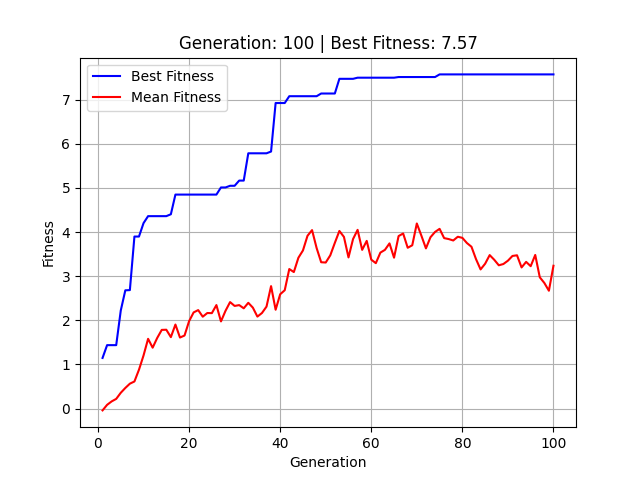 Generation: 100 | Best Fitness: 7.57
Best Fitness
Mean Fitness
7
6
5
4
3
2
1
0
Fitness
0 20 40 60 80 100
Generation